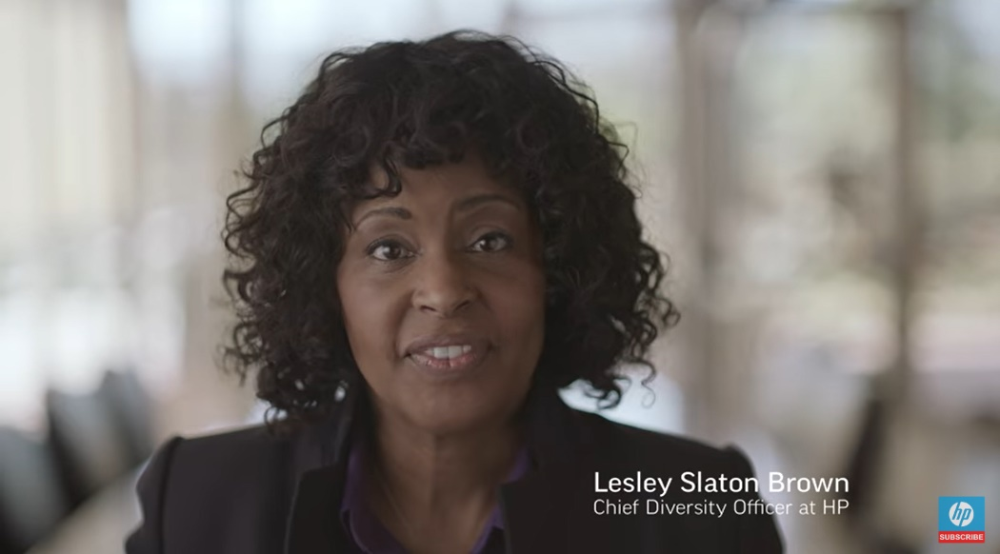 Lesley Slaton Brown
Chief Diversity Officer at HP
hp
SUBSCRIBE